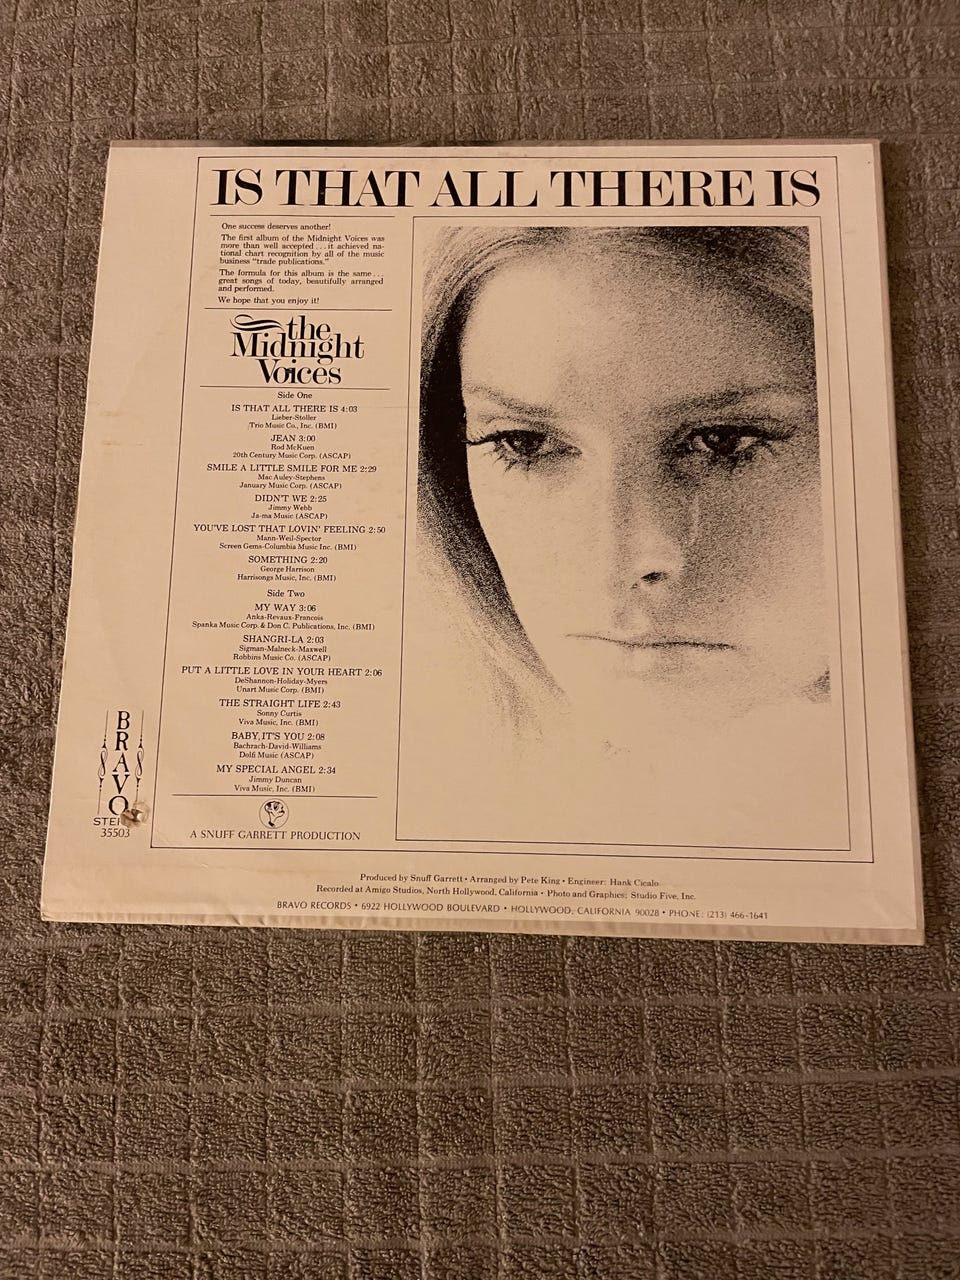 IS THAT ALL THERE IS
One success deserves another!
The first album of the Midnight Voices was
more than well accepted . . . it achieved na-
tional chart recognition by all of the music
business "trade publications."
The formula for this album is the same . . .
great songs of today, beautifully arranged
and performed.
We hope that you enjoy it!
the
Midnight
Voices
Side One
IS THAT ALL THERE IS 4:03
Lieber-Stoller
Trio Music Co., Inc. (BMI)
JEAN 3:00
Rod McKuen
20th Century Music Corp. (ASCAP)
SMILE A LITTLE SMILE FOR ME 2:29
Mac Auley-Stephens
January Music Corp. (ASCAP)
DIDN'T WE 2:25
Jimmy Webb
Ja-ma Music (ASCAP)
YOU'VE LOST THAT LOVIN' FEELING 2:50
Mann-Weil-Spector
Screen Gems-Columbia Music Inc. (BMI)
SOMETHING 2:20
George Harrison
Harrisongs Music, Inc. (BMI)
Side Two
MY WAY 3:06
Anka-Revaux-Francois
Spanka Music Corp. & Don C. Publications, Inc. (BMI)
SHANGRI-LA 2:03
Sigman-Malneck-Maxwell
Robbins Music Co. (ASCAP)
PUT A LITTLE LOVE IN YOUR HEART 2:06
DeShannon-Holiday-Myers
Unart Music Corp. (BMI)
THE STRAIGHT LIFE 2:43
Sonny Curtis
Viva Music, Inc. (BMI)
BABY, IT'S YOU 2:08
Bachrach-David-Williams
Dolfi Music (ASCAP)
MY SPECIAL ANGEL 2:34
Jimmy Duncan
Viva Music, Inc. (BMI)
A SNUFF GARRETT PRODUCTION
BRAVO
35503
Produced by Snuff Garrett • Arranged by Pete King • Engineer: Hank Cicalo
Recorded at Amigo Studios, North Hollywood, California • Photo and Graphics: Studio Five, Inc.
BRAVO RECORDS • 6922 HOLLYWOOD BOULEVARD • HOLLYWOOD, CALIFORNIA 90028 • PHONE: (213) 466-1641